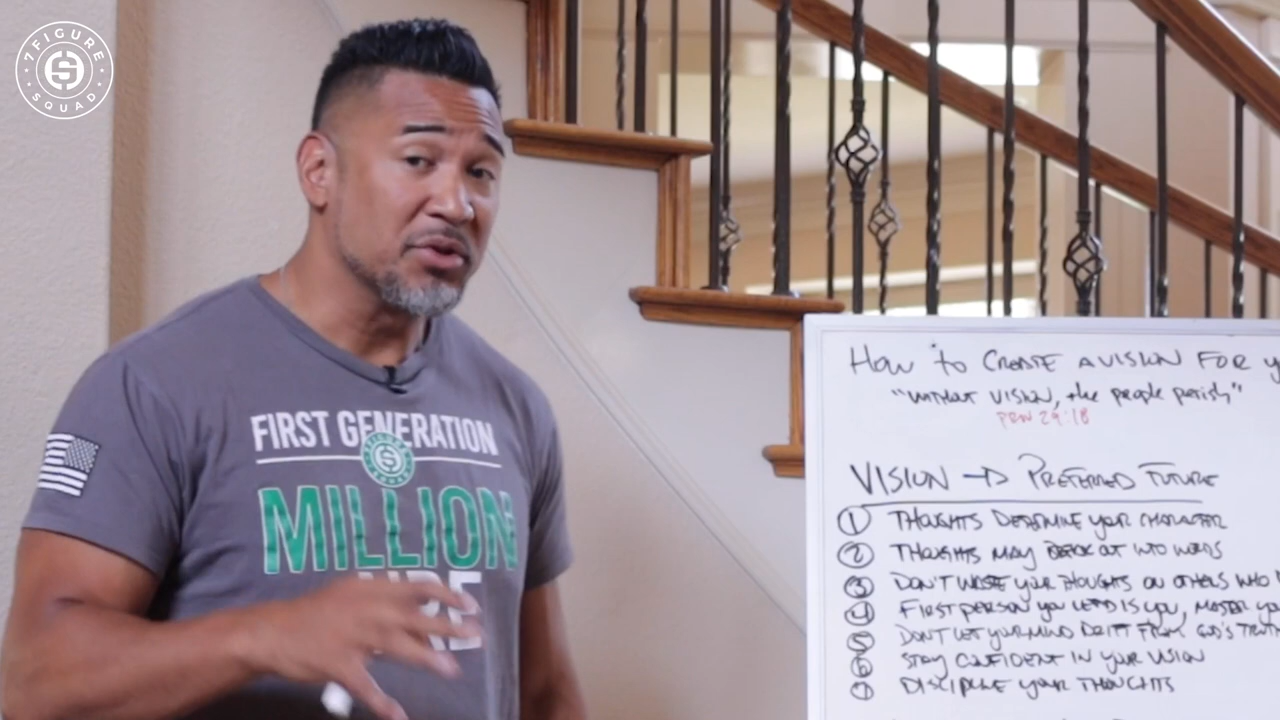 7 FIGURE SQUAD
FIRST GENERATION
7 FIGURE SQUAD
MILLION
HOW to CREATE A VISION FOR
"WITHOUT VISION, the people perish"
PROV 29:18
VISION → PREFERRED FUTURE
1 THOUGHTS DETERMINE YOUR CHARACTER
2 THOUGHTS MAY OUT INTO WORDS
3 DON'T WASTE YOUR THOUGHTS ON OTHERS WHO
4 FIRST PERSON YOU LEAD IS YOU, MASTER
5 DON'T LET YOUR MIND DRIFT FROM GOD'S TRUTH
6 STAY CONFIDENT IN YOUR VISION
7 DISCIPLINE YOUR THOUGHTS